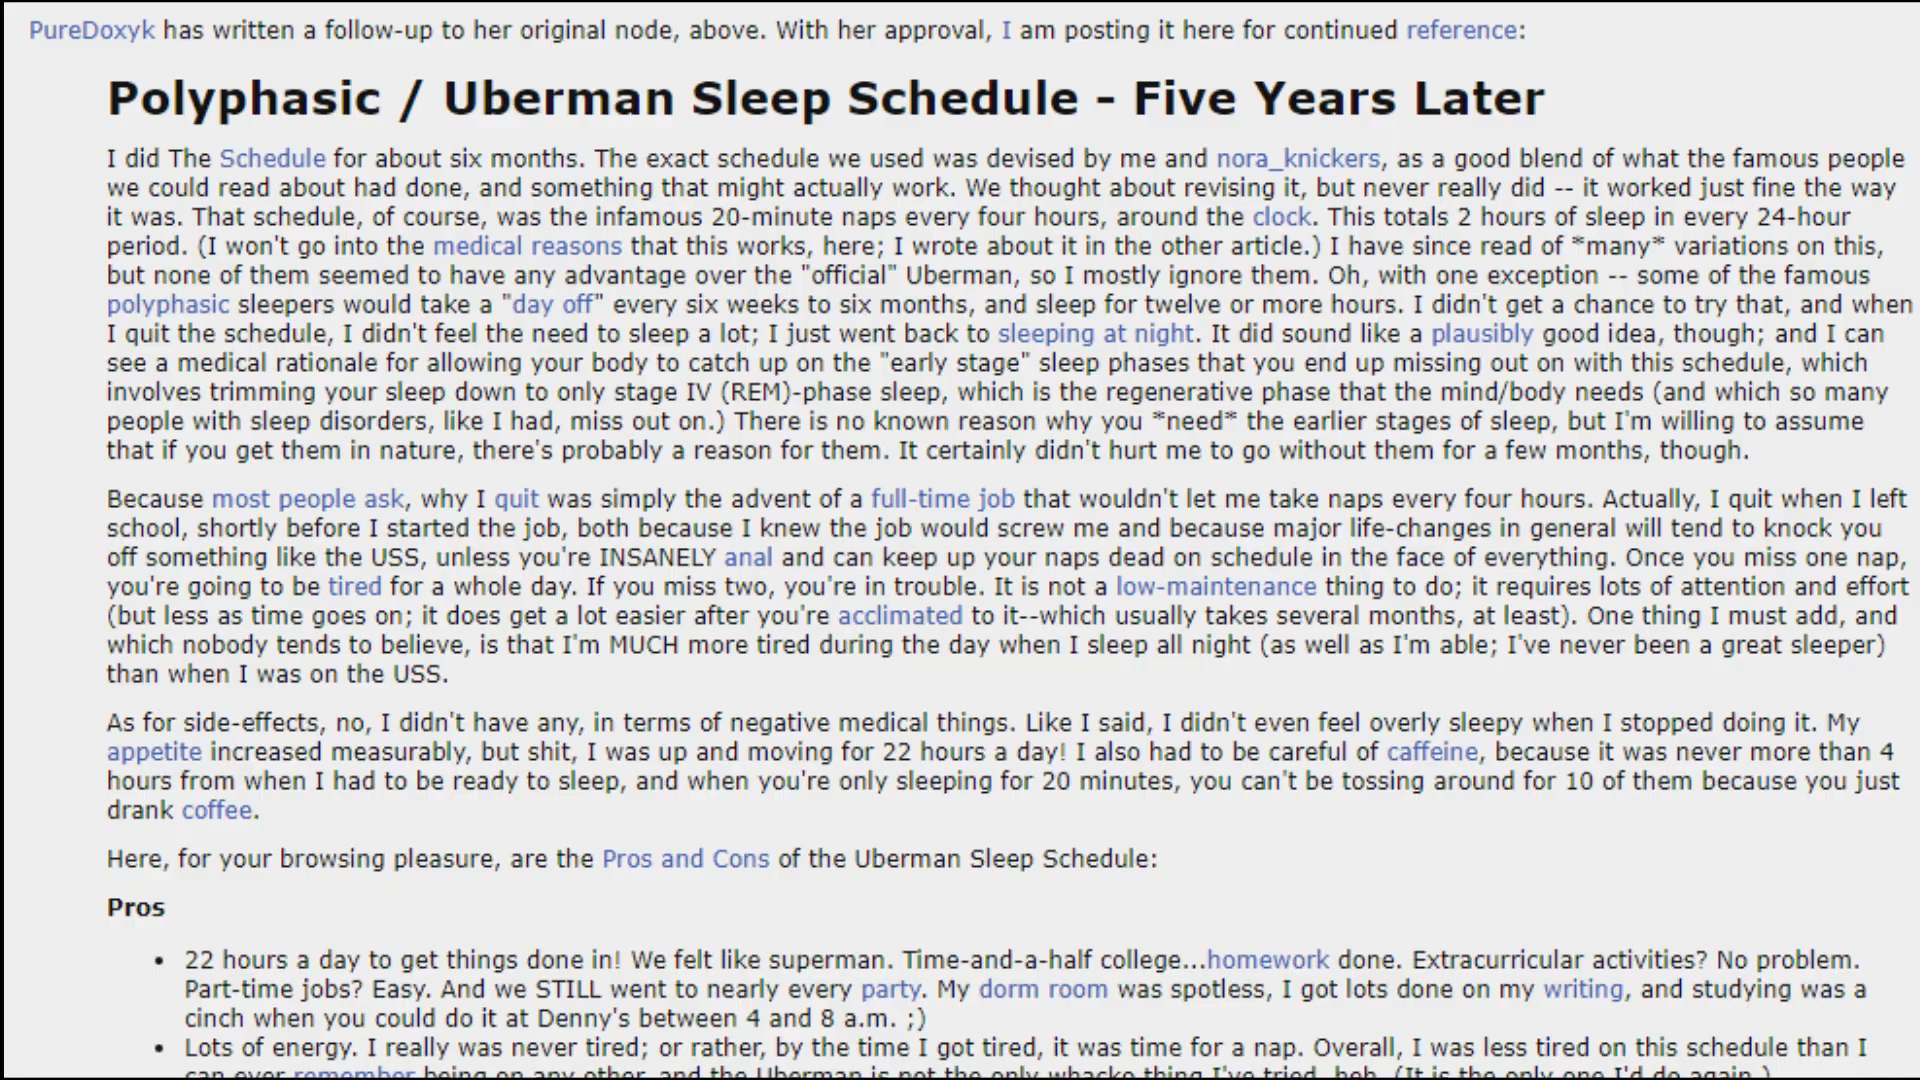 PureDoxyk has written a follow-up to her original node, above. With her approval, I am posting it here for continued reference:
Polyphasic / Uberman Sleep Schedule - Five Years Later
I did The Schedule for about six months. The exact schedule we used was devised by me and nora_knickers, as a good blend of what the famous people
we could read about had done, and something that might actually work. We thought about revising it, but never really did -- it worked just fine the way
it was. That schedule, of course, was the infamous 20-minute naps every four hours, around the clock. This totals 2 hours of sleep in every 24-hour
period. (I won't go into the medical reasons that this works, here; I wrote about it in the other article.) I have since read of *many* variations on this,
but none of them seemed to have any advantage over the "official" Uberman, so I mostly ignore them. Oh, with one exception -- some of the famous
polyphasic sleepers would take a "day off" every six weeks to six months, and sleep for twelve or more hours. I didn't get a chance to try that, and when
I quit the schedule, I didn't feel the need to sleep a lot; I just went back to sleeping at night. It did sound like a plausibly good idea, though; and I can
see a medical rationale for allowing your body to catch up on the "early stage" sleep phases that you end up missing out on with this schedule, which
involves trimming your sleep down to only stage IV (REM)-phase sleep, which is the regenerative phase that the mind/body needs (and which so many
people with sleep disorders, like I had, miss out on.) There is no known reason why you *need* the earlier stages of sleep, but I'm willing to assume
that if you get them in nature, there's probably a reason for them. It certainly didn't hurt me to go without them for a few months, though.
Because most people ask, why I quit was simply the advent of a full-time job that wouldn't let me take naps every four hours. Actually, I quit when I left
school, shortly before I started the job, both because I knew the job would screw me and because major life-changes in general will tend to knock you
off something like the USS, unless you're INSANELY anal and can keep up your naps dead on schedule in the face of everything. Once you miss one nap,
you're going to be tired for a whole day. If you miss two, you're in trouble. It is not a low-maintenance thing to do; it requires lots of attention and effort
(but less as time goes on; it does get a lot easier after you're acclimated to it--which usually takes several months, at least). One thing I must add, and
which nobody tends to believe, is that I'm MUCH more tired during the day when I sleep all night (as well as I'm able; I've never been a great sleeper)
than when I was on the USS.
As for side-effects, no, I didn't have any, in terms of negative medical things. Like I said, I didn't even feel overly sleepy when I stopped doing it. My
appetite increased measurably, but shit, I was up and moving for 22 hours a day! I also had to be careful of caffeine, because it was never more than 4
hours from when I had to be ready to sleep, and when you're only sleeping for 20 minutes, you can't be tossing around for 10 of them because you just
drank coffee.
Here, for your browsing pleasure, are the Pros and Cons of the Uberman Sleep Schedule:
Pros
• 22 hours a day to get things done in! We felt like superman. Time-and-a-half college...homework done. Extracurricular activities? No problem.
Part-time jobs? Easy. And we STILL went to nearly every party. My dorm room was spotless, I got lots done on my writing, and studying was a
cinch when you could do it at Denny's between 4 and 8 a.m. ;)
• Lots of energy. I really was never tired; or rather, by the time I got tired, it was time for a nap. Overall, I was less tired on this schedule than I
can ever remember being on any other, and the Uberman is not the only whacko thing I've tried, heh. (It is the only one I'd do again.)